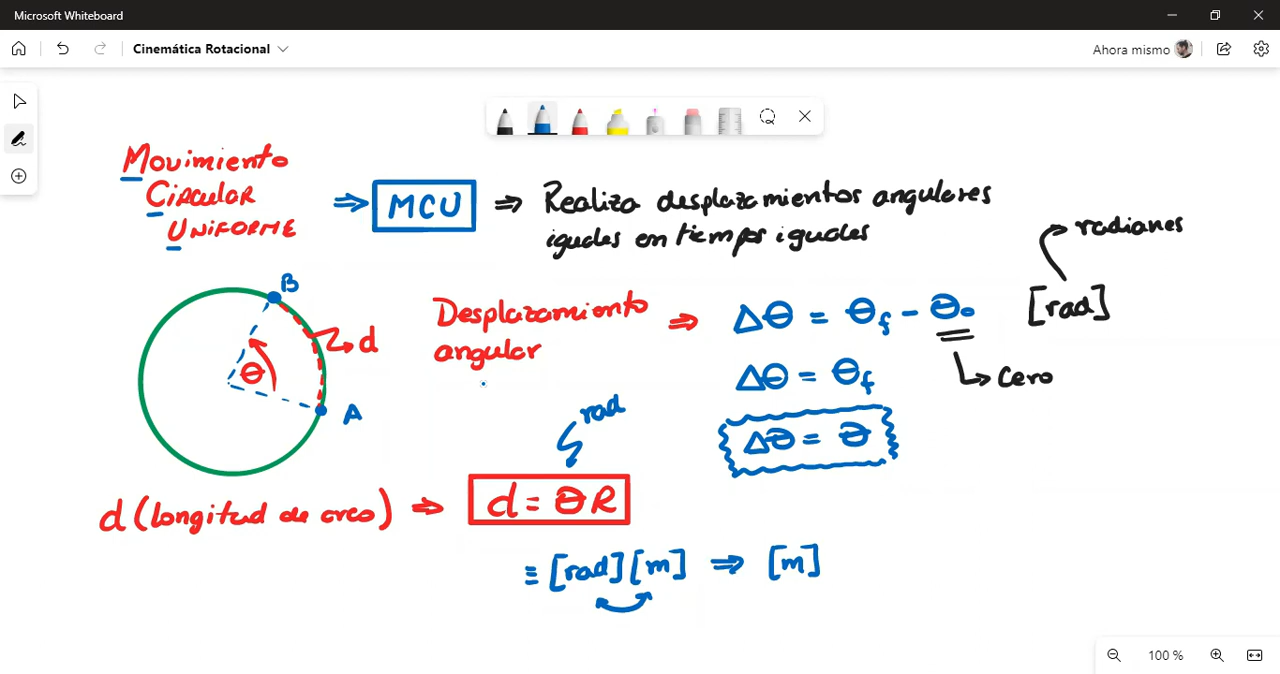 Microsoft Whiteboard
Cinemática Rotacional
Ahora mismo
Movimiento
Circular
Uniforme
⇒ MCU ⇒ Realiza desplazamientos angulares
iguales en tiempos iguales
radianes
[rad]
B
d
θ
A
Desplazamiento
angular
⇒ Δθ = θf - θo
cero
Δθ = θf
Δθ = θ
rad
d (longitud de arco) ⇒ d = θR
≡ [rad][m] ⇒ [m]
100 %